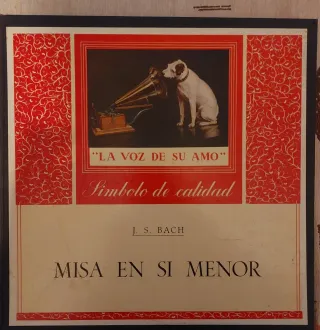 "LA VOZ DE SU AMO"
Símbolo de calidad
J. S. BACH
MISA EN SI MENOR